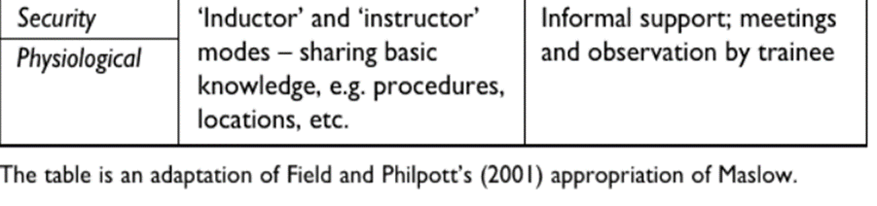 Security
Physiological
‘Inductor’ and ‘instructor’
modes – sharing basic
knowledge, e.g. procedures,
locations, etc.
Informal support; meetings
and observation by trainee
The table is an adaptation of Field and Philpott’s (2001) appropriation of Maslow.